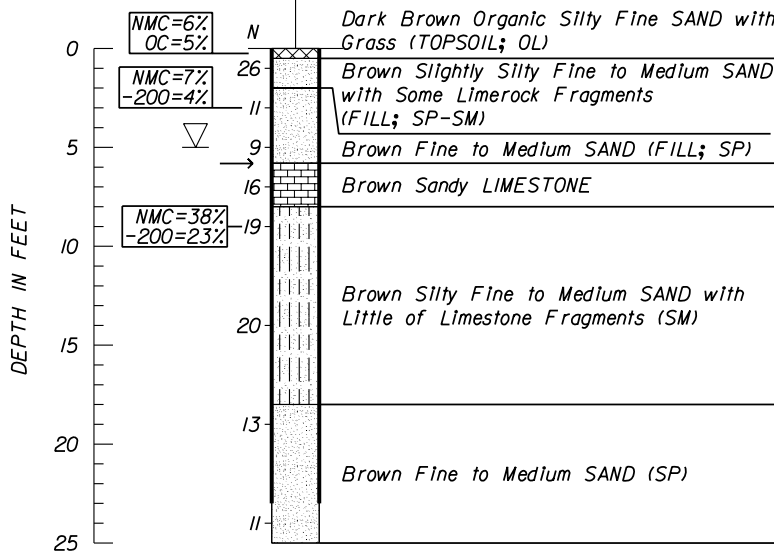 NMC=6%
OC=5%
N
Dark Brown Organic Silty Fine SAND with
Grass (TOPSOIL; OL)
0
26
NMC=7%
-200=4%
Brown Slightly Silty Fine to Medium SAND
with Some Limerock Fragments
(FILL; SP-SM)
11
5
9
Brown Fine to Medium SAND (FILL; SP)
16
Brown Sandy LIMESTONE
NMC=38%
-200=23%
19
10
DEPTH IN FEET
Brown Silty Fine to Medium SAND with
Little of Limestone Fragments (SM)
20
15
13
20
Brown Fine to Medium SAND (SP)
11
25